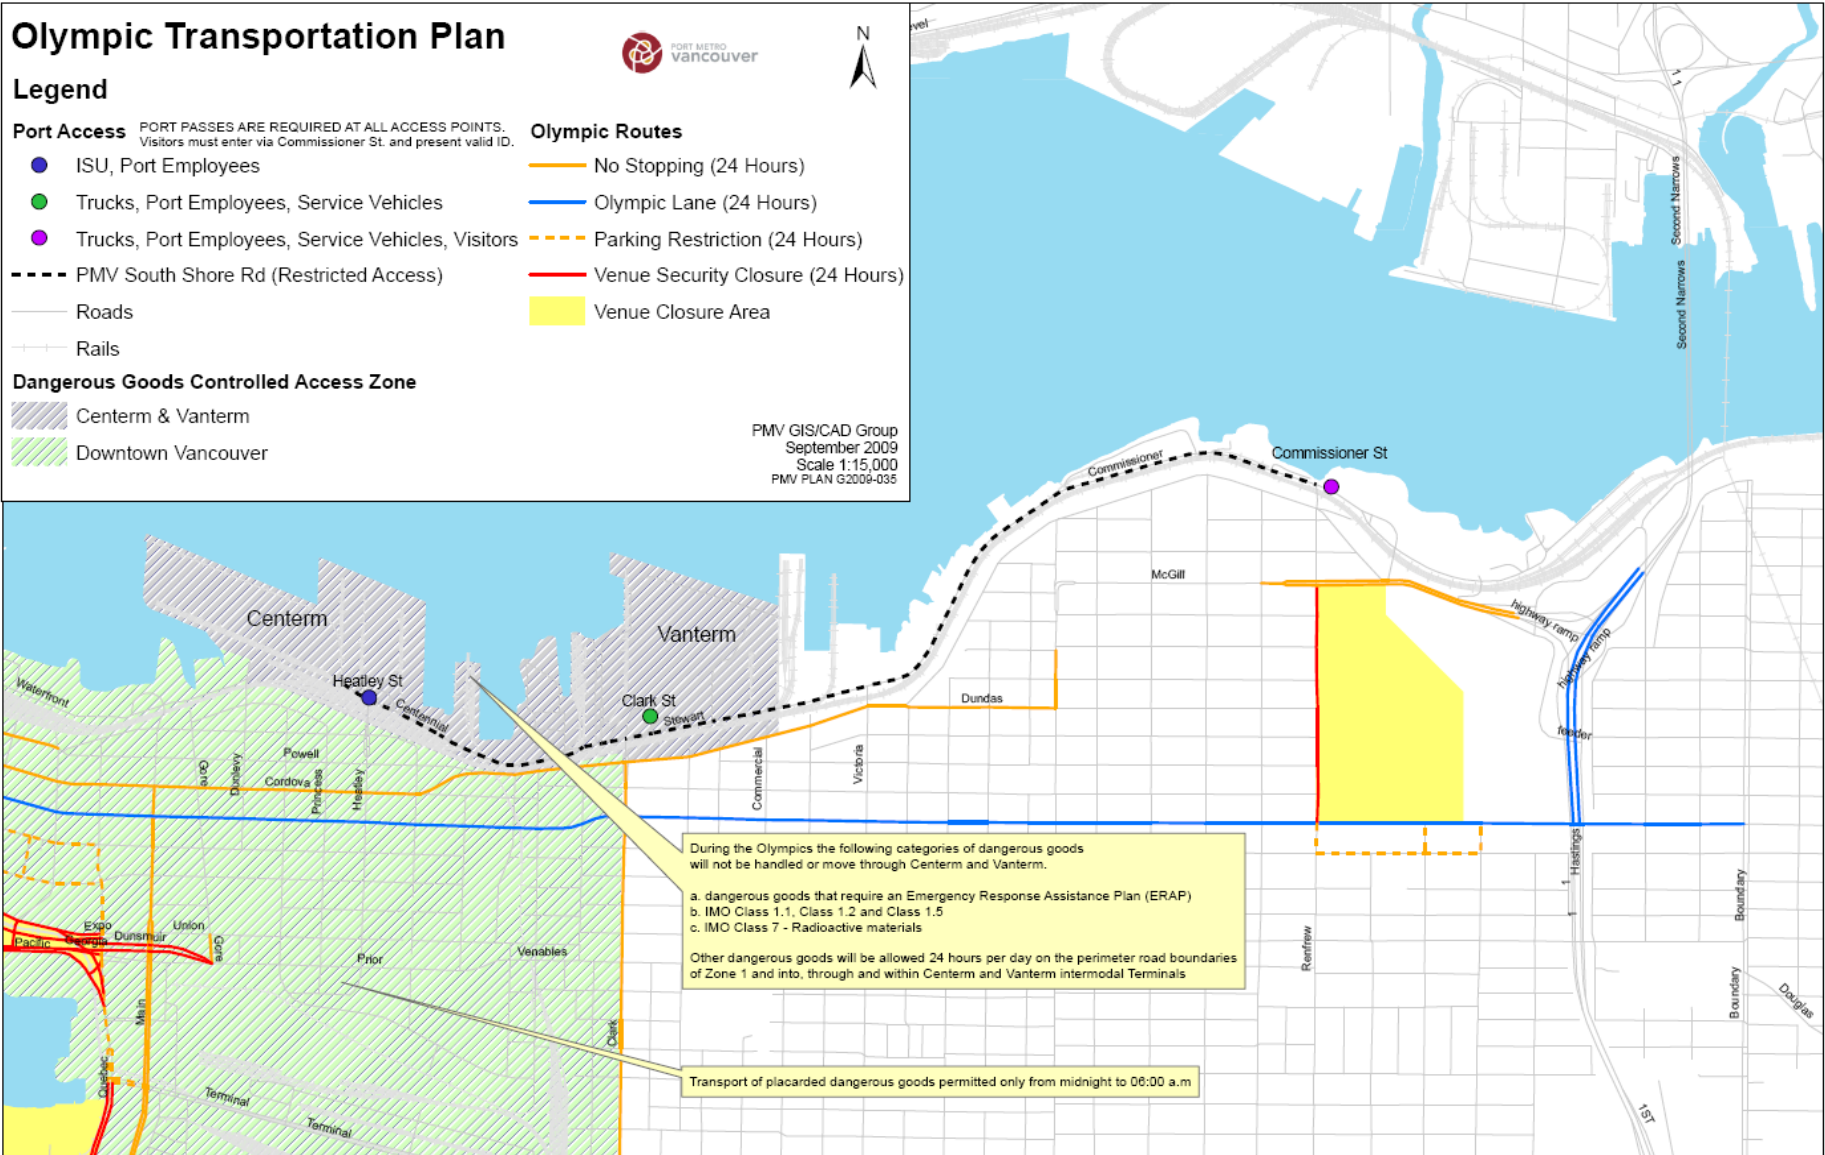 Olympic Transportation Plan
PORT METRO
vancouver
N
Legend
Port Access
PORT PASSES ARE REQUIRED AT ALL ACCESS POINTS.
Visitors must enter via Commissioner St. and present valid ID.
ISU, Port Employees
Trucks, Port Employees, Service Vehicles
Trucks, Port Employees, Service Vehicles, Visitors
PMV South Shore Rd (Restricted Access)
Roads
Rails
Olympic Routes
No Stopping (24 Hours)
Olympic Lane (24 Hours)
Parking Restriction (24 Hours)
Venue Security Closure (24 Hours)
Venue Closure Area
Dangerous Goods Controlled Access Zone
Centerm & Vanterm
Downtown Vancouver
PMV GIS/CAD Group
September 2009
Scale 1:15,000
PMV PLAN G2009-035
1 1
Second Narrows
Second Narrows
Commissioner
Commissioner St
McGill
highway ramp
highway ramp
feeder
Centerm
Vanterm
Heatley St
Centennial
Clark St
Stewart
Dundas
Waterfront
Powell
Cordova
Gore
Dunlevy
Princess
Heatley
Commercial
Victoria
During the Olympics the following categories of dangerous goods
will not be handled or move through Centerm and Vanterm.
a. dangerous goods that require an Emergency Response Assistance Plan (ERAP)
b. IMO Class 1.1, Class 1.2 and Class 1.5
c. IMO Class 7 - Radioactive materials
Other dangerous goods will be allowed 24 hours per day on the perimeter road boundaries
of Zone 1 and into, through and within Centerm and Vanterm intermodal Terminals
Hastings
1
1
Boundary
Renfrew
Expo
Union
Pacific
Georgia
Dunsmuir
Gore
Prior
Venables
Main
Clark
Quebec
Boundary
Douglas
Transport of placarded dangerous goods permitted only from midnight to 06:00 a.m
Terminal
Terminal
1ST